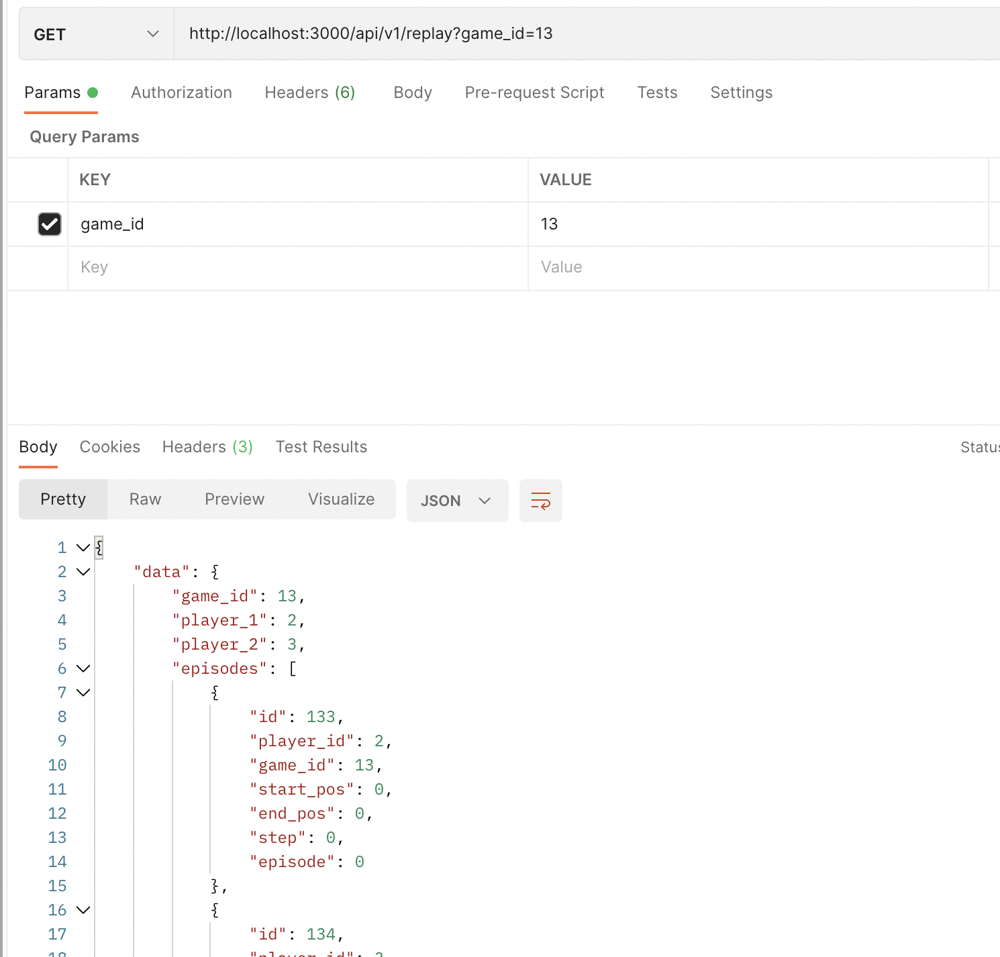 GET http://localhost:3000/api/v1/replay?game_id=13
Params Authorization Headers (6) Body Pre-request Script Tests Settings
Query Params
KEY VALUE
game_id 13
Key Value
Body Cookies Headers (3) Test Results Status
Pretty Raw Preview Visualize JSON
1 {
2 "data": {
3 "game_id": 13,
4 "player_1": 2,
5 "player_2": 3,
6 "episodes": [
7 {
8 "id": 133,
9 "player_id": 2,
10 "game_id": 13,
11 "start_pos": 0,
12 "end_pos": 0,
13 "step": 0,
14 "episode": 0
15 },
16 {
17 "id": 134,
18 "player_id":